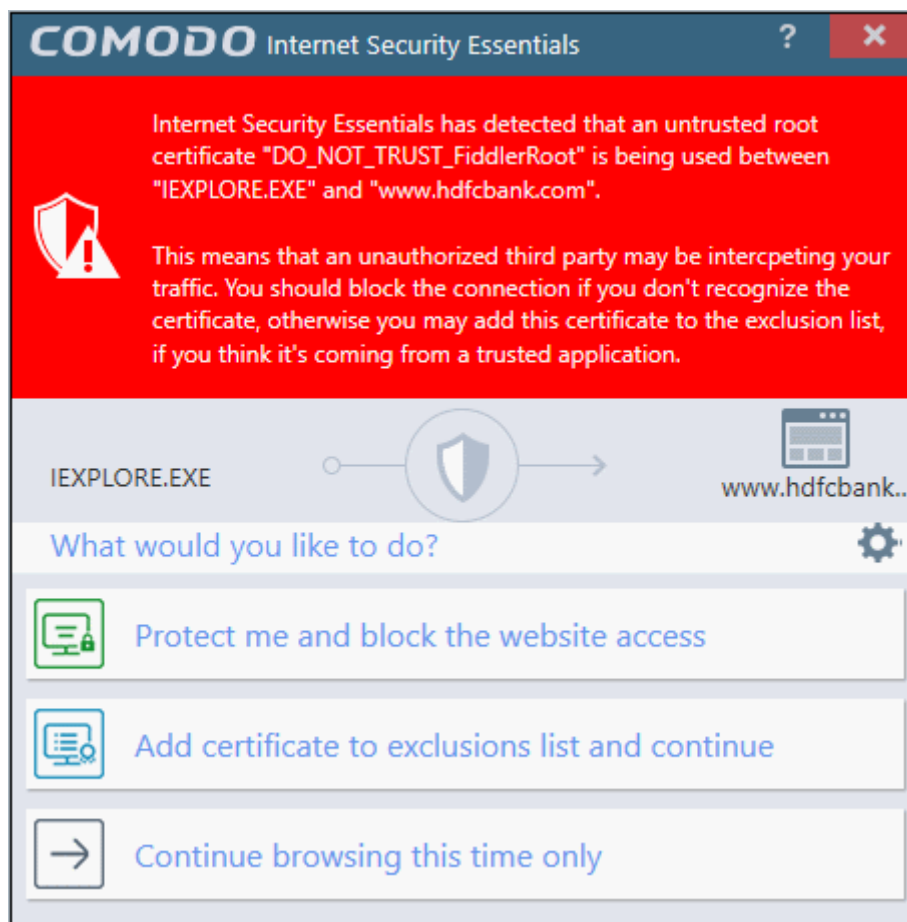 COMODO Internet Security Essentials ?
Internet Security Essentials has detected that an untrusted root
certificate "DO_NOT_TRUST_FiddlerRoot" is being used between
"IEXPLORE.EXE" and "www.hdfcbank.com".
This means that an unauthorized third party may be intercpeting your
traffic. You should block the connection if you don't recognize the
certificate, otherwise you may add this certificate to the exclusion list,
if you think it's coming from a trusted application.
IEXPLORE.EXE
www.hdfcbank..
What would you like to do?
Protect me and block the website access
Add certificate to exclusions list and continue
Continue browsing this time only